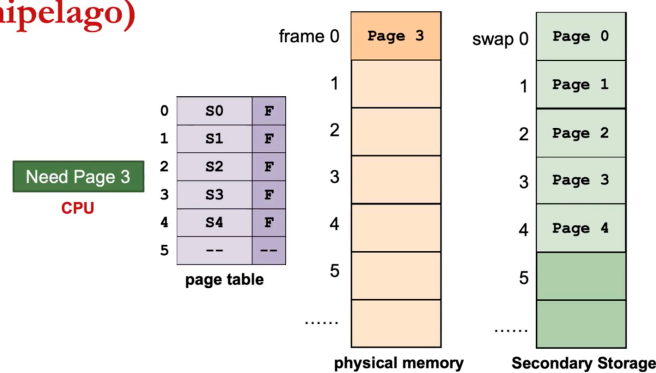 nipelago)
Need Page 3
CPU
0 S0 F
1 S1 F
2 S2 F
3 S3 F
4 S4 F
5 -- --
page table
frame 0 Page 3
1
2
3
4
5
......
physical memory
swap 0 Page 0
1 Page 1
2 Page 2
3 Page 3
4 Page 4
5
......
Secondary Storage